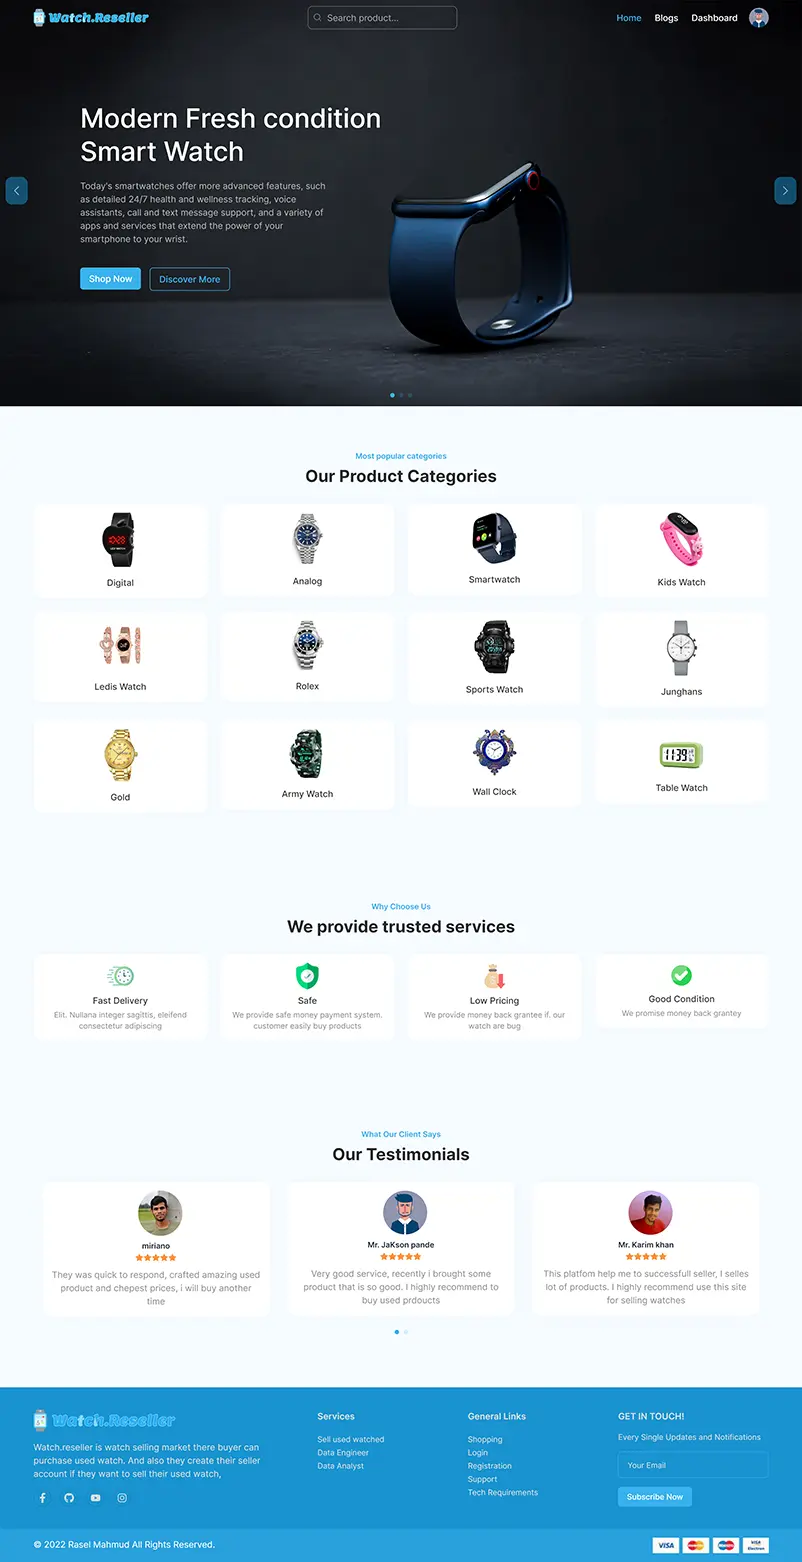 Watch.Reseller
Search product...
Home Blogs Dashboard
Modern Fresh condition
Smart Watch
Today's smartwatches offer more advanced features, such
as detailed 24/7 health and wellness tracking, voice
assistants, call and text message support, and a variety of
apps and services that extend the power of your
smartphone to your wrist.
Shop Now
Discover More
Most popular categories
Our Product Categories
Digital
Analog
Smartwatch
Kids Watch
Ledis Watch
Rolex
Sports Watch
Junghans
Gold
Army Watch
Wall Clock
11:39
Table Watch
Why Choose Us
We provide trusted services
Fast Delivery
Elit. Nullana integer sagittis, eleifend
consectetur adipiscing
Safe
We provide safe money payment system.
customer easily buy products
Low Pricing
We provide money back grantee if. our
watch are bug
Good Condition
We promise money back grantey
What Our Client Says
Our Testimonials
miriano
They was quick to respond, crafted amazing used
product and chepest prices, i will buy another
time
Mr. JaKson pande
Very good service, recently i brought some
product that is so good. I highly recommend to
buy used prdoucts
Mr. Karim khan
This platfom help me to successfull seller, I selles
lot of products. I highly recommend use this site
for selling watches
Watch.Reseller
Watch.reseller is watch selling market there buyer can
purchase used watch. And also they create their seller
account if they want to sell their used watch,
Services
Sell used watched
Data Engineer
Data Analyst
General Links
Shopping
Login
Registration
Support
Tech Requirements
GET IN TOUCH!
Every Single Updates and Notifications
Your Email
Subscribe Now
© 2022 Rasel Mahmud All Rights Reserved.
VISA
VISA
Electron